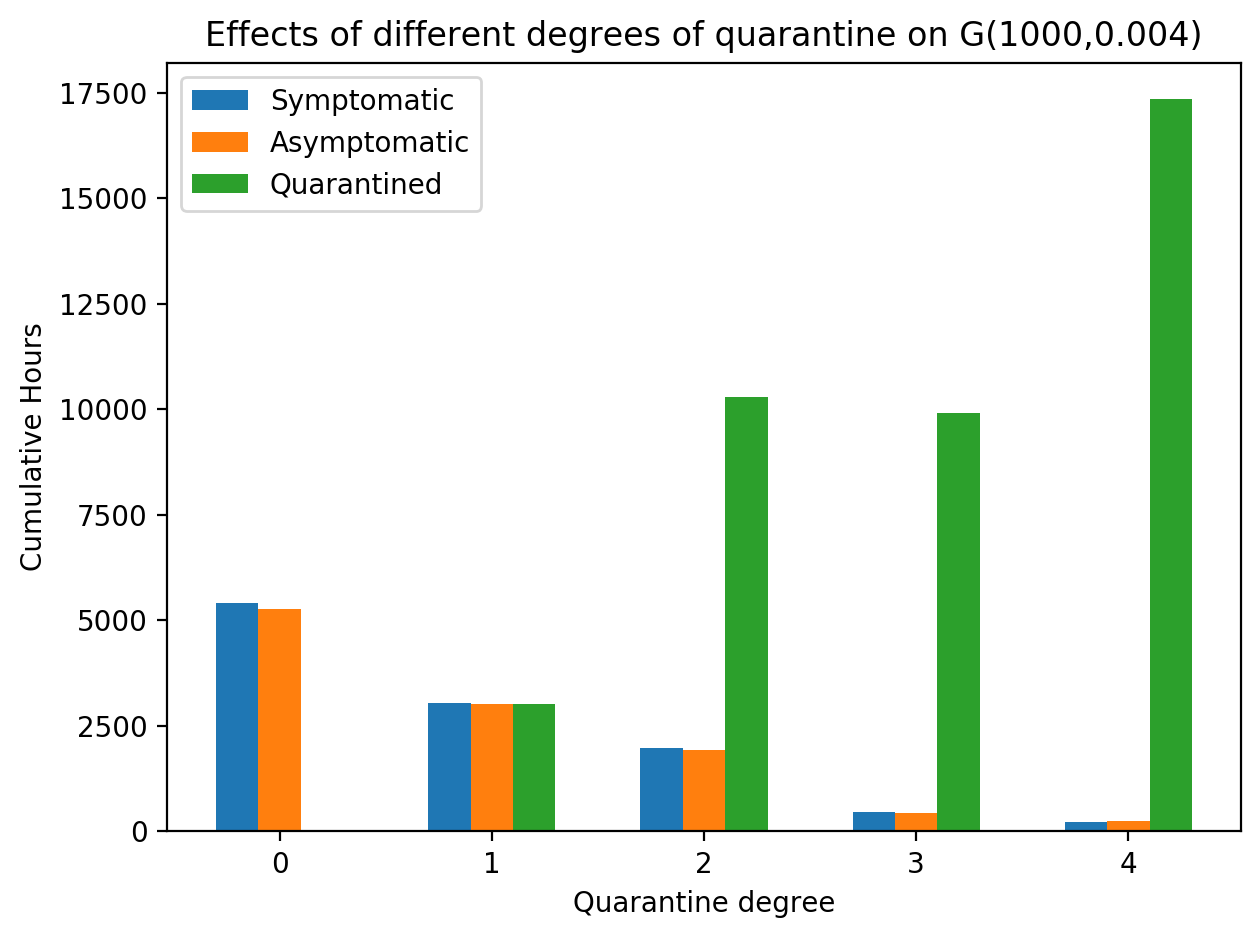 Effects of different degrees of quarantine on G(1000,0.004)
Symptomatic
Asymptomatic
Quarantined
17500
15000
12500
10000
7500
5000
2500
0
Cumulative Hours
0 1 2 3 4
Quarantine degree